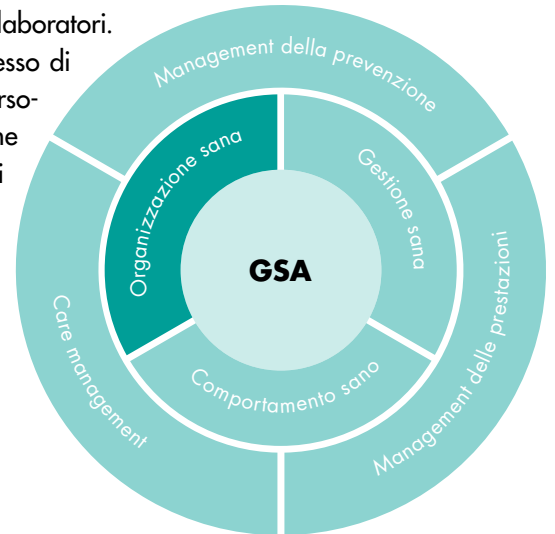 laboratori.
esso di
erso-
ne
i
Management della prevenzione
Organizzazione sana
Gestione sana
GSA
Comportamento sano
Care management
Management delle prestazioni